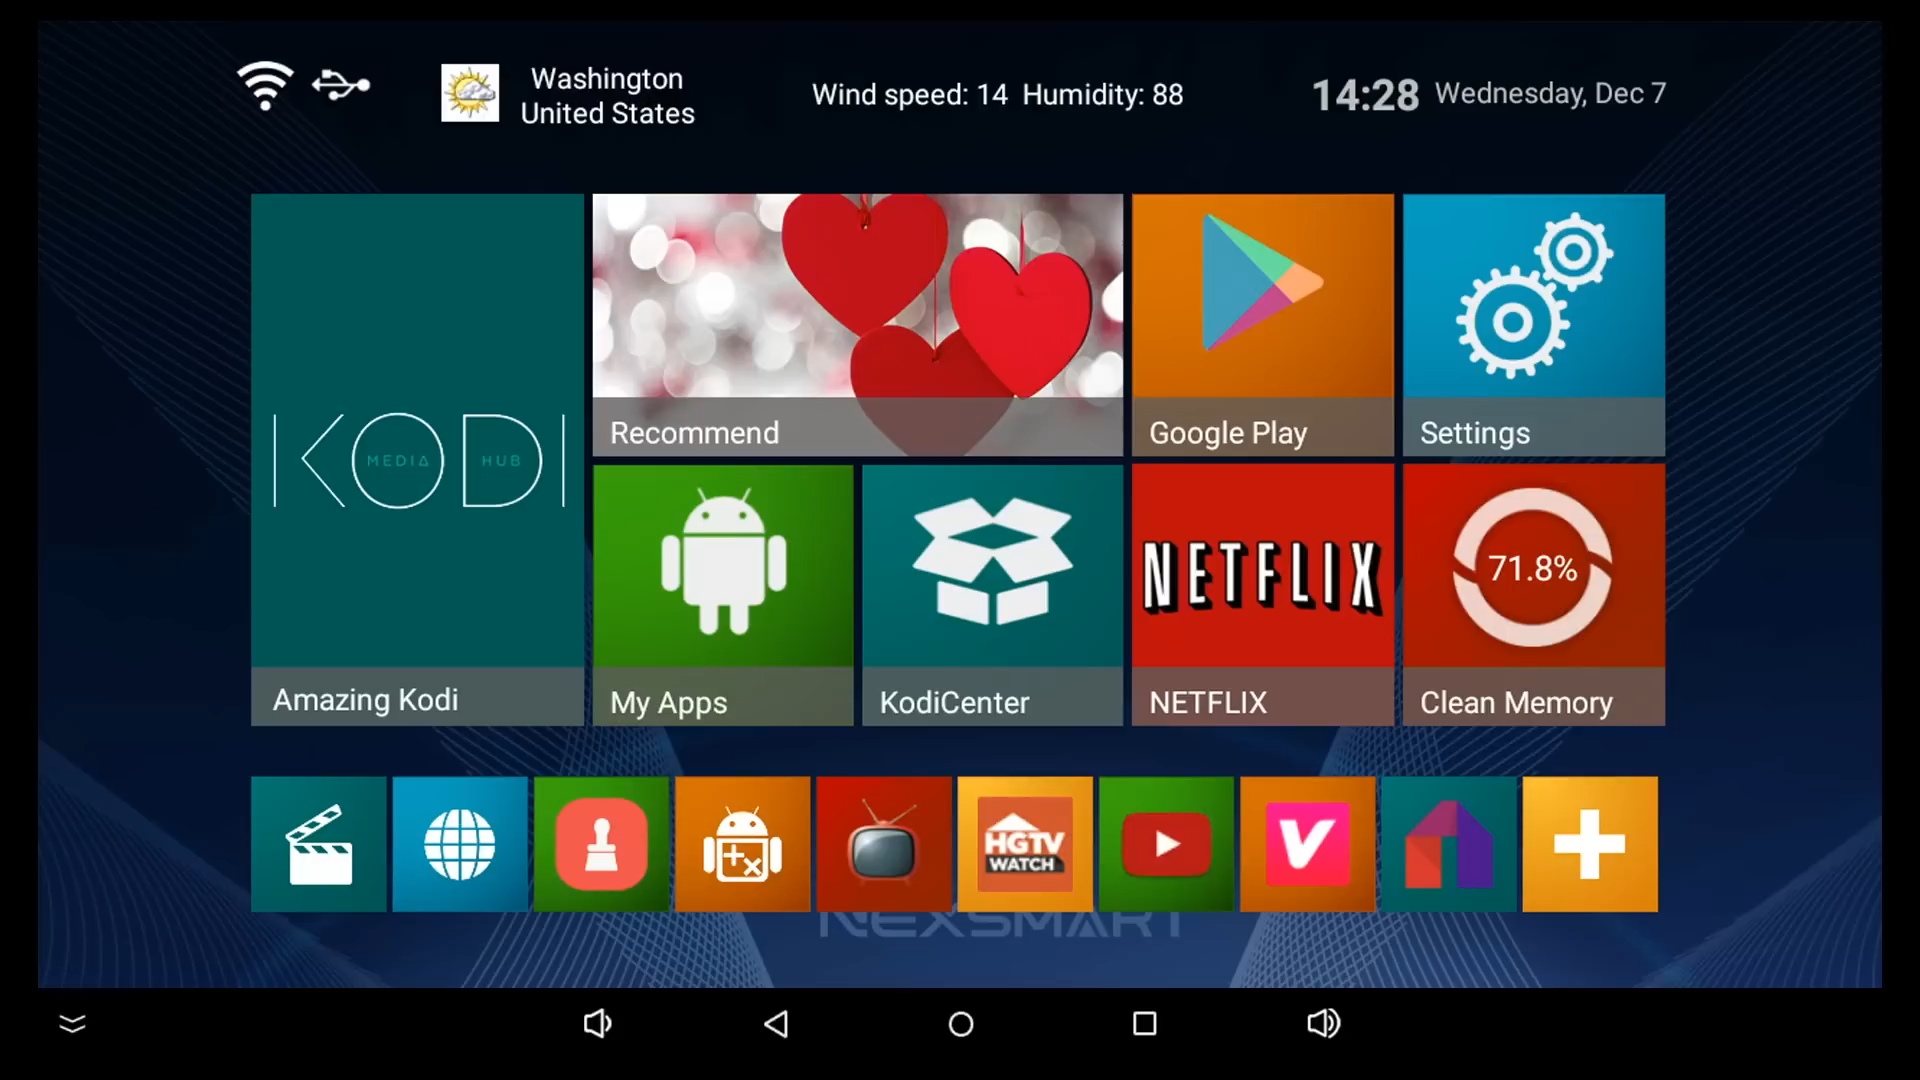 Washington
United States
Wind speed: 14 Humidity: 88
14:28 Wednesday, Dec 7
KODI
MEDIA HUB
Amazing Kodi
Recommend
Google Play
Settings
My Apps
KodiCenter
NETFLIX
NETFLIX
71.8%
Clean Memory
HGTV
WATCH
V
NEXSMART